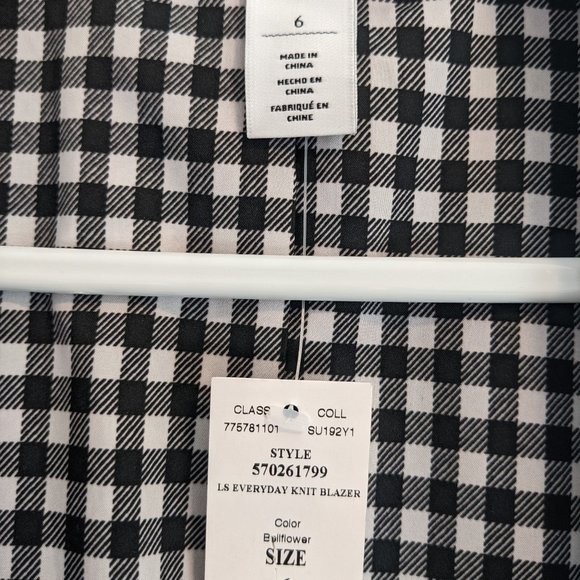 6
MADE IN
CHINA
HECHO EN
CHINA
FABRIQUÉ EN
CHINE
CLASS COLL
775781101 SU192Y1
STYLE
570261799
LS EVERYDAY KNIT BLAZER
Color
Bellflower
SIZE